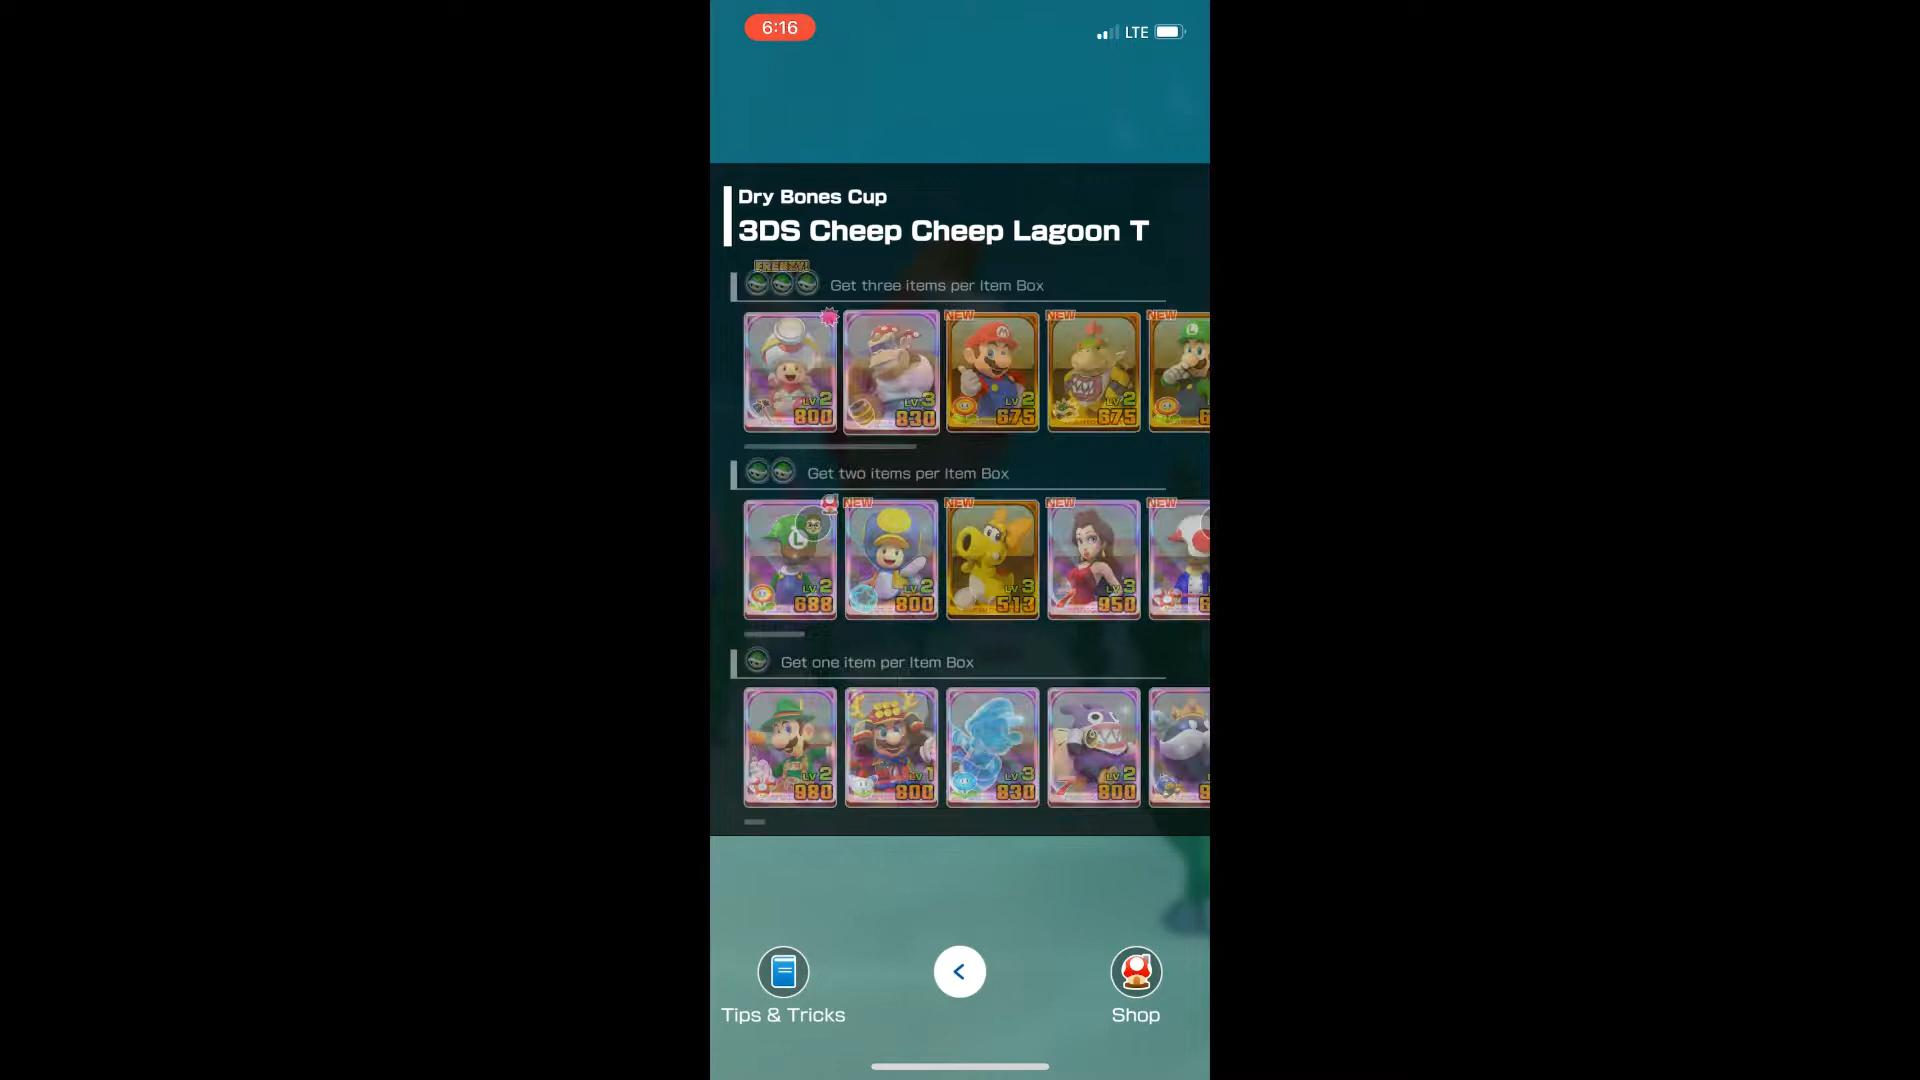 6:16
LTE
Dry Bones Cup
3DS Cheep Cheep Lagoon T
FRENZY!
Get three items per Item Box
NEW NEW NEW
LV 2 LV 3 LV 2 LV 2
800 830 675 675 6
Get two items per Item Box
NEW NEW NEW NEW
L
LV 2 LV 2 LV 3 LV 3
688 800 513 950 6
Get one item per Item Box
LV 2 LV 1 LV 3 LV 2
980 800 830 800 9
Tips & Tricks
<
Shop